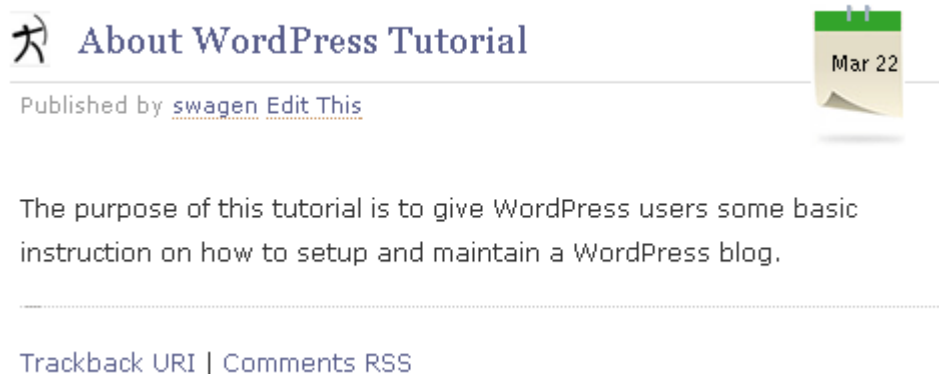 About WordPress Tutorial
Mar 22
Published by swagen Edit This
The purpose of this tutorial is to give WordPress users some basic
instruction on how to setup and maintain a WordPress blog.
Trackback URI | Comments RSS